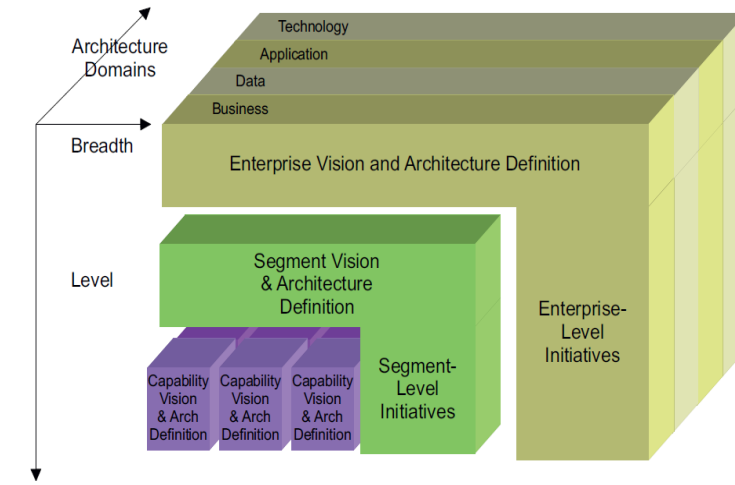 Architecture
Domains
Technology
Application
Data
Business
Breadth
Enterprise Vision and Architecture Definition
Level
Segment Vision
& Architecture
Definition
Enterprise-
Level
Initiatives
Segment-
Level
Initiatives
Capability
Vision
& Arch
Definition
Capability
Vision
& Arch
Definition
Capability
Vision
& Arch
Definition